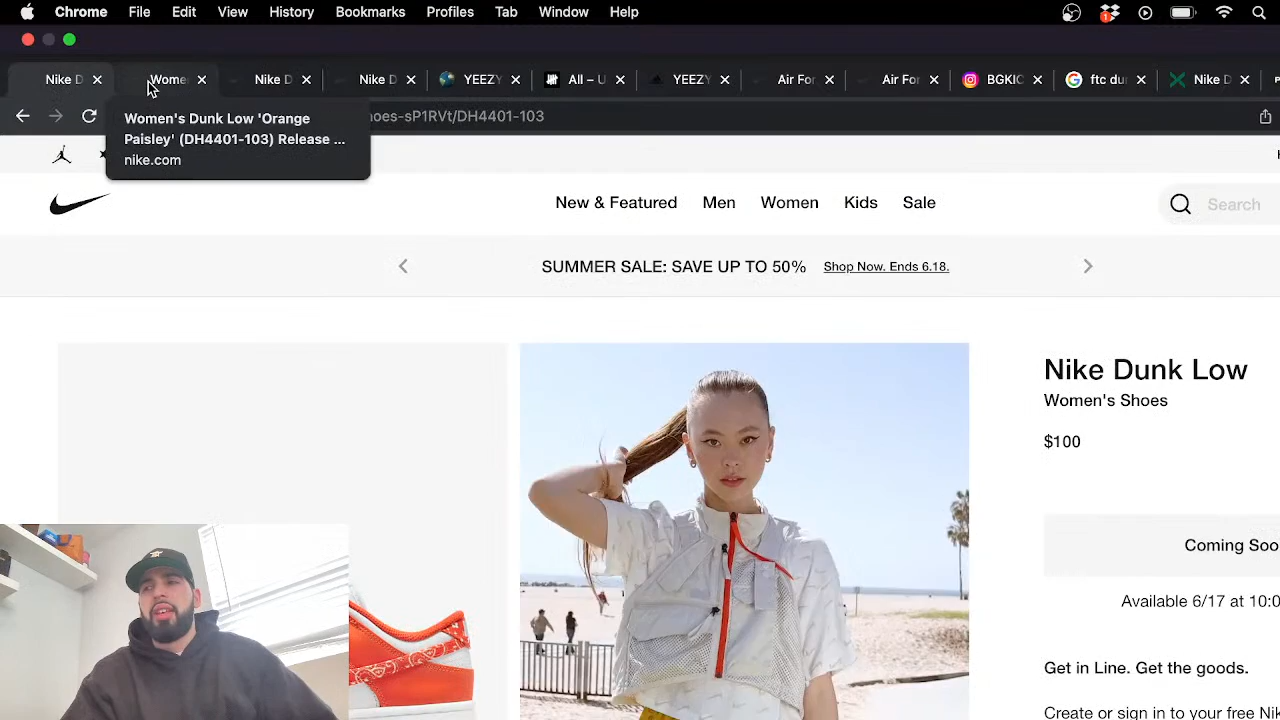 Chrome File Edit View History Bookmarks Profiles Tab Window Help
1
Nike D Wome Nike D Nike D YEEZY All – U YEEZY Air For Air For BGKIC ftc du Nike D
Women's Dunk Low 'Orange
Paisley' (DH4401-103) Release ...
nike.com
oes-sP1RVt/DH4401-103
New & Featured Men Women Kids Sale
Search
SUMMER SALE: SAVE UP TO 50% Shop Now. Ends 6.18.
Nike Dunk Low
Women's Shoes
$100
Coming Soo
Available 6/17 at 10:0
Get in Line. Get the goods.
Create or sign in to your free Nik